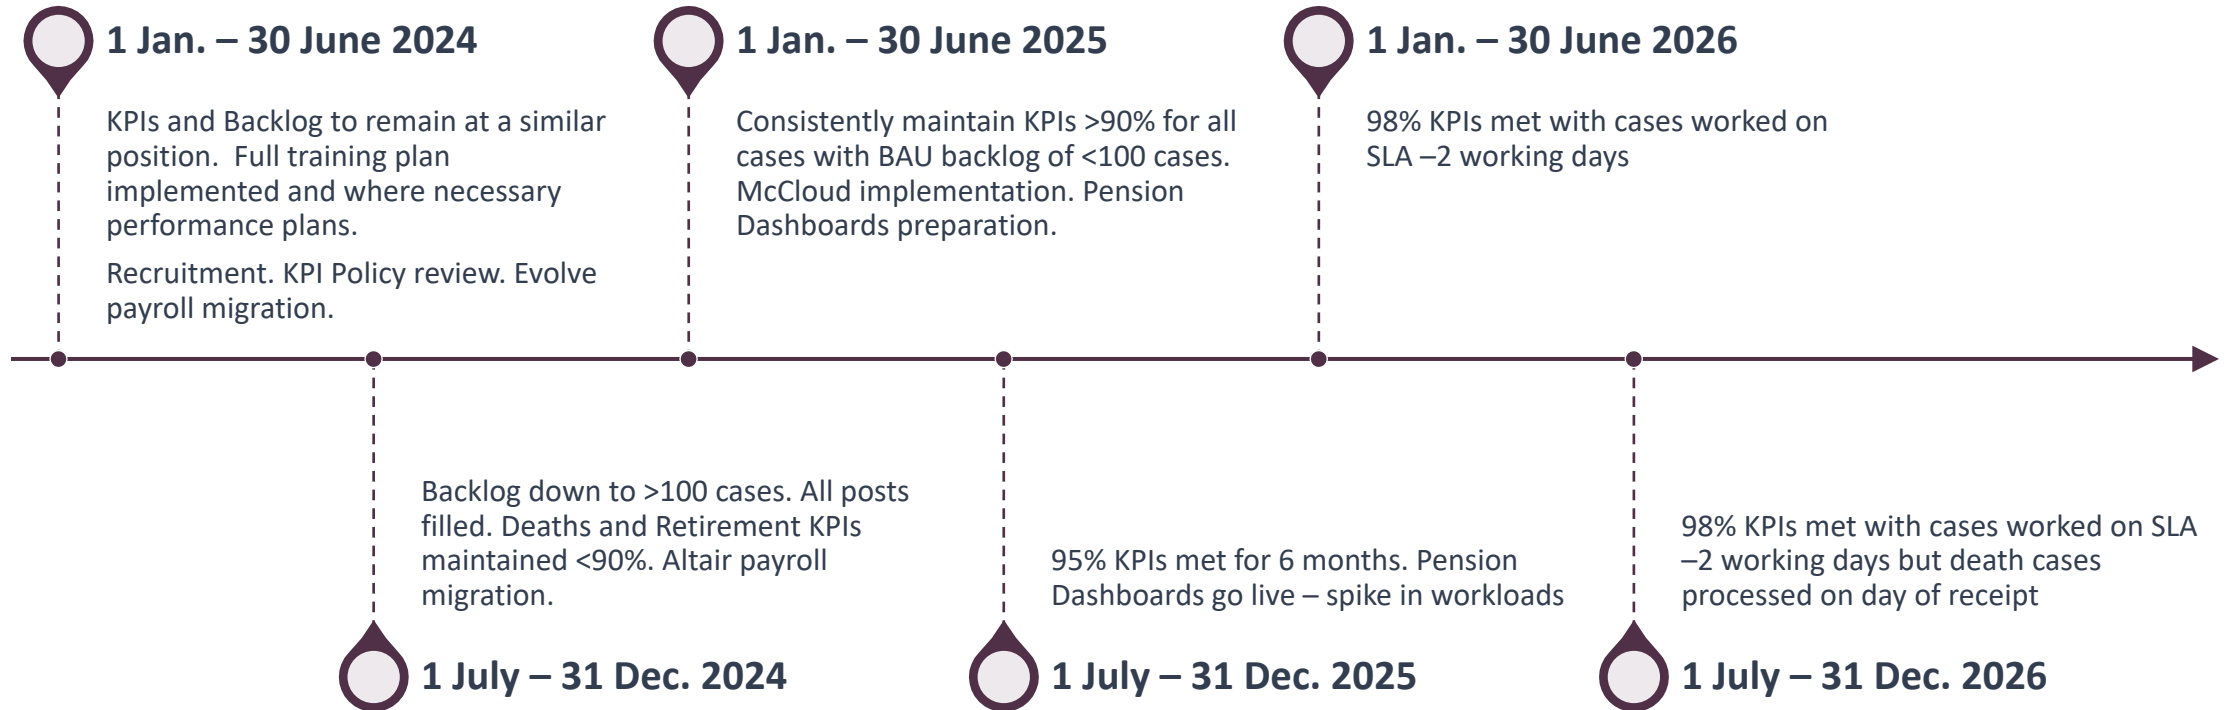 1 Jan. – 30 June 2024
KPIs and Backlog to remain at a similar
position.  Full training plan
implemented and where necessary
performance plans.
Recruitment. KPI Policy review. Evolve
payroll migration.
1 Jan. – 30 June 2025
Consistently maintain KPIs >90% for all
cases with BAU backlog of <100 cases.
McCloud implementation. Pension
Dashboards preparation.
1 Jan. – 30 June 2026
98% KPIs met with cases worked on
SLA –2 working days
Backlog down to >100 cases. All posts
filled. Deaths and Retirement KPIs
maintained <90%. Altair payroll
migration.
1 July – 31 Dec. 2024
95% KPIs met for 6 months. Pension
Dashboards go live – spike in workloads
1 July – 31 Dec. 2025
98% KPIs met with cases worked on SLA
–2 working days but death cases
processed on day of receipt
1 July – 31 Dec. 2026